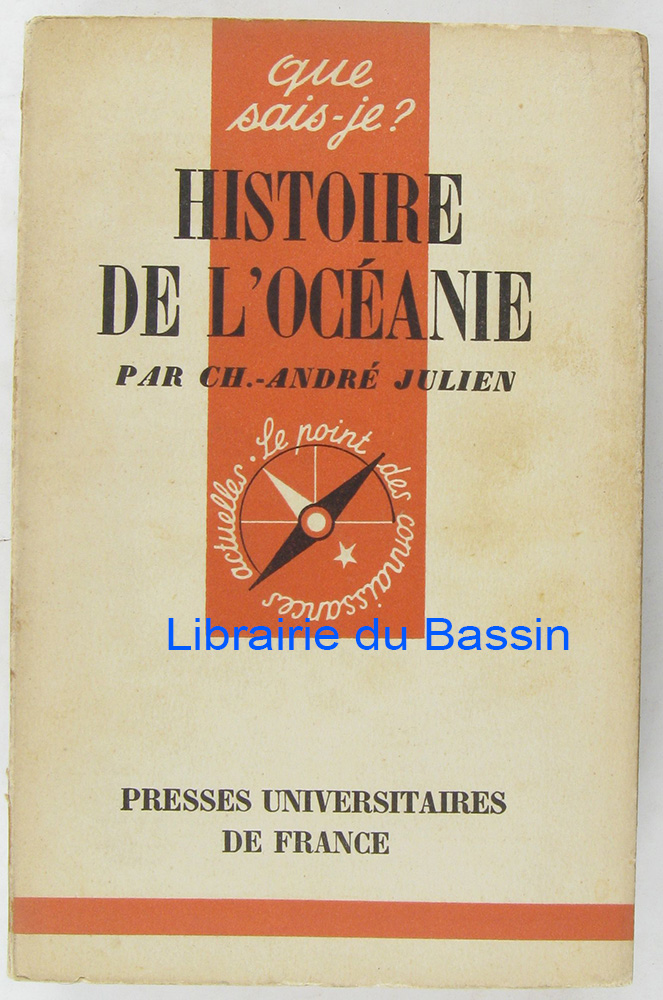 que
sais-je?
HISTOIRE
DE L'OCÉANIE
PAR CH.-ANDRÉ JULIEN
Le point des connaissances actuelles.
Librairie du Bassin
PRESSES UNIVERSITAIRES
DE FRANCE